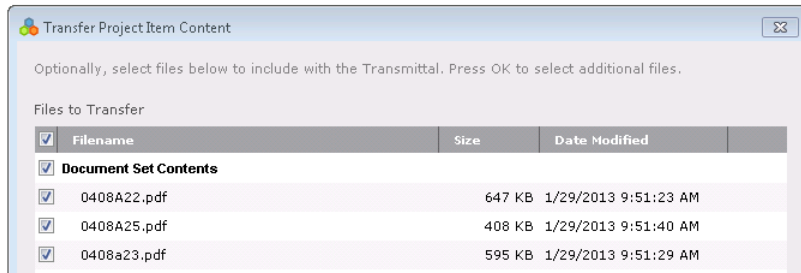 Transfer Project Item Content
Optionally, select files below to include with the Transmittal. Press OK to select additional files.
Files to Transfer
Filename Size Date Modified
Document Set Contents
0408A22.pdf 647 KB 1/29/2013 9:51:23 AM
0408A25.pdf 408 KB 1/29/2013 9:51:40 AM
0408a23.pdf 595 KB 1/29/2013 9:51:29 AM